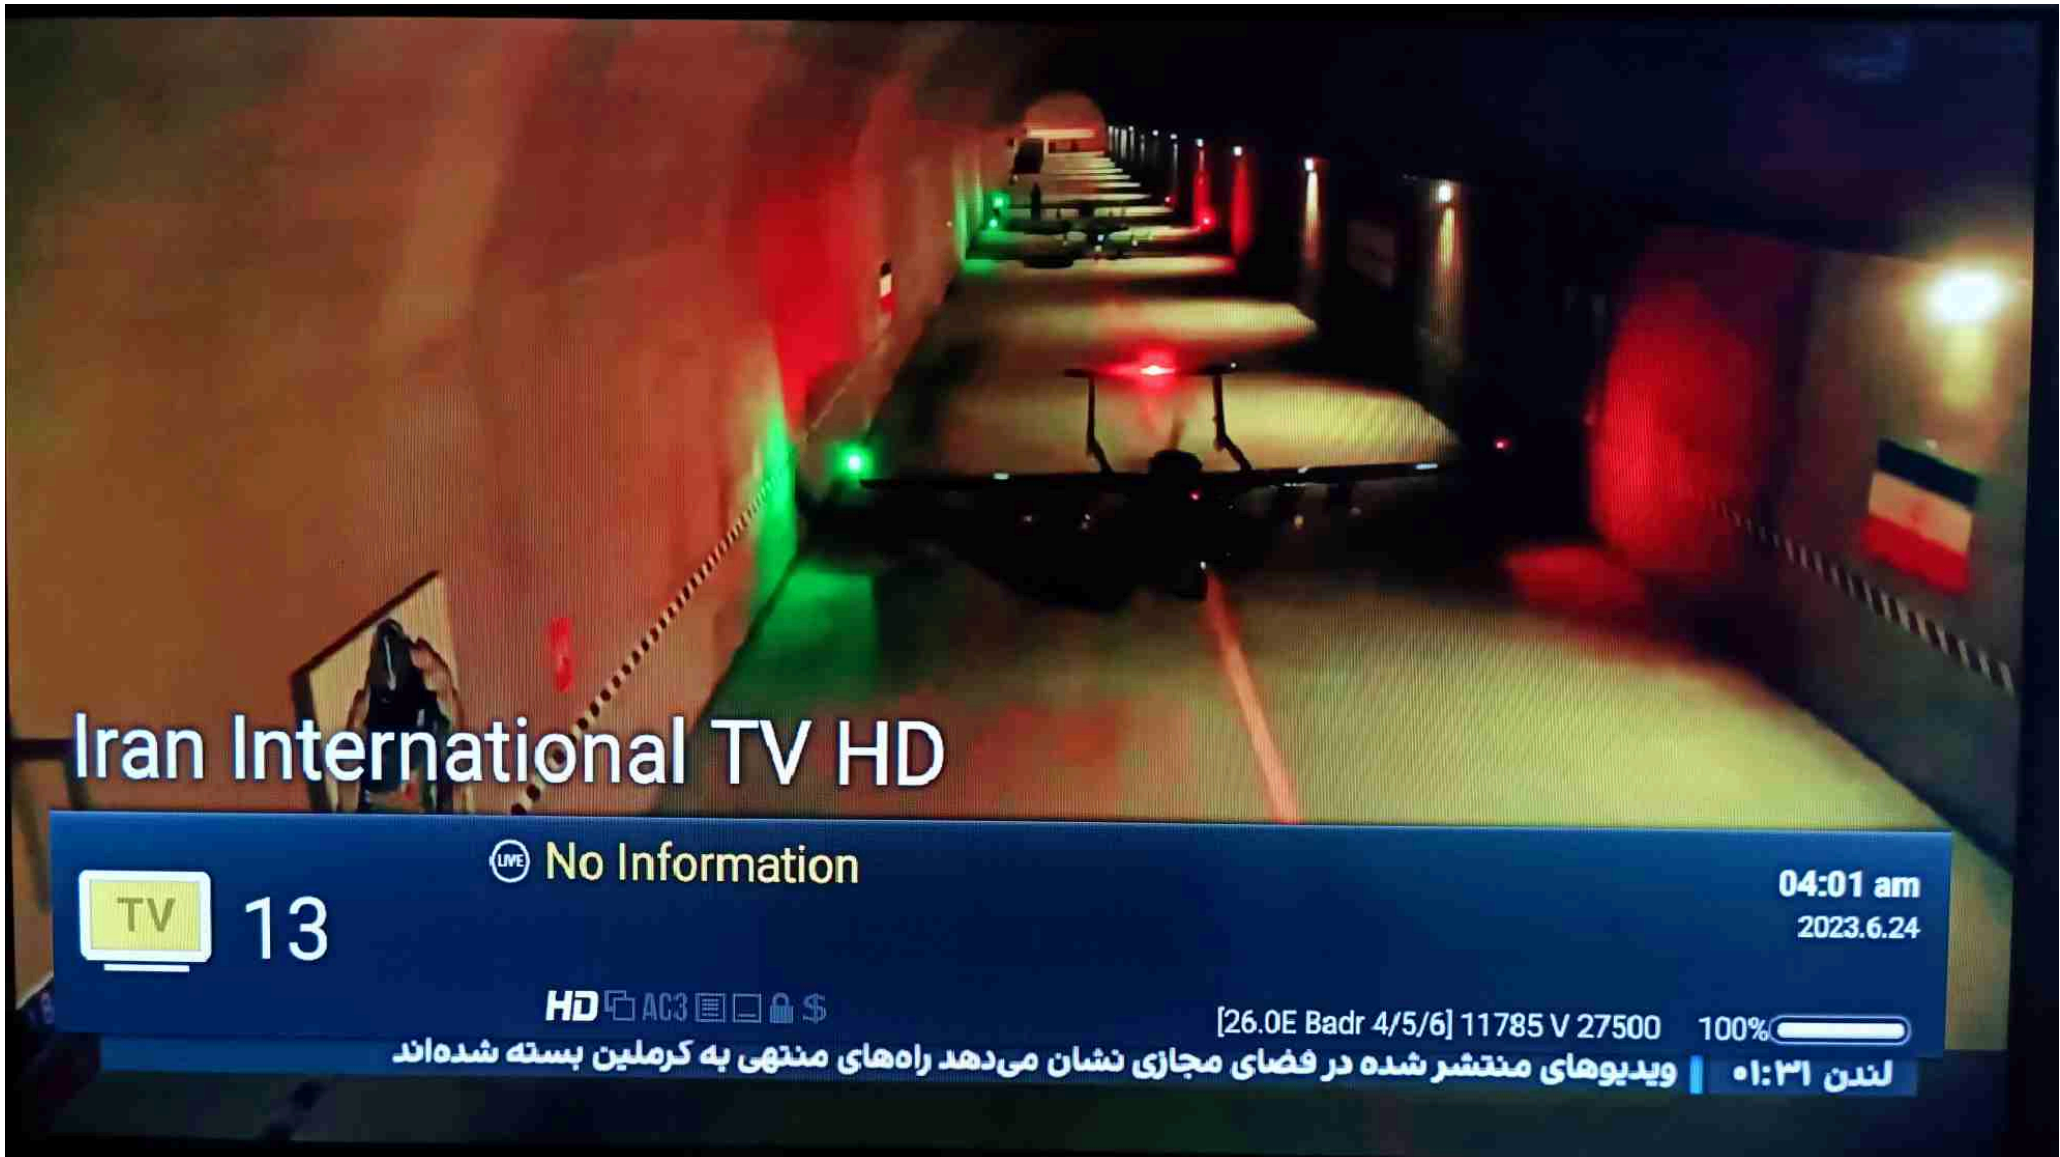 Iran International TV HD
LIVE No Information
TV 13
04:01 am
2023.6.24
HD AC3 $
[26.0E Badr 4/5/6] 11785 V 27500 100%
لندن ۰۱:۳۱ ویدیوهای منتشر شده در فضای مجازی نشان می‌دهد راه‌های منتهی به کرملین بسته شده‌اند